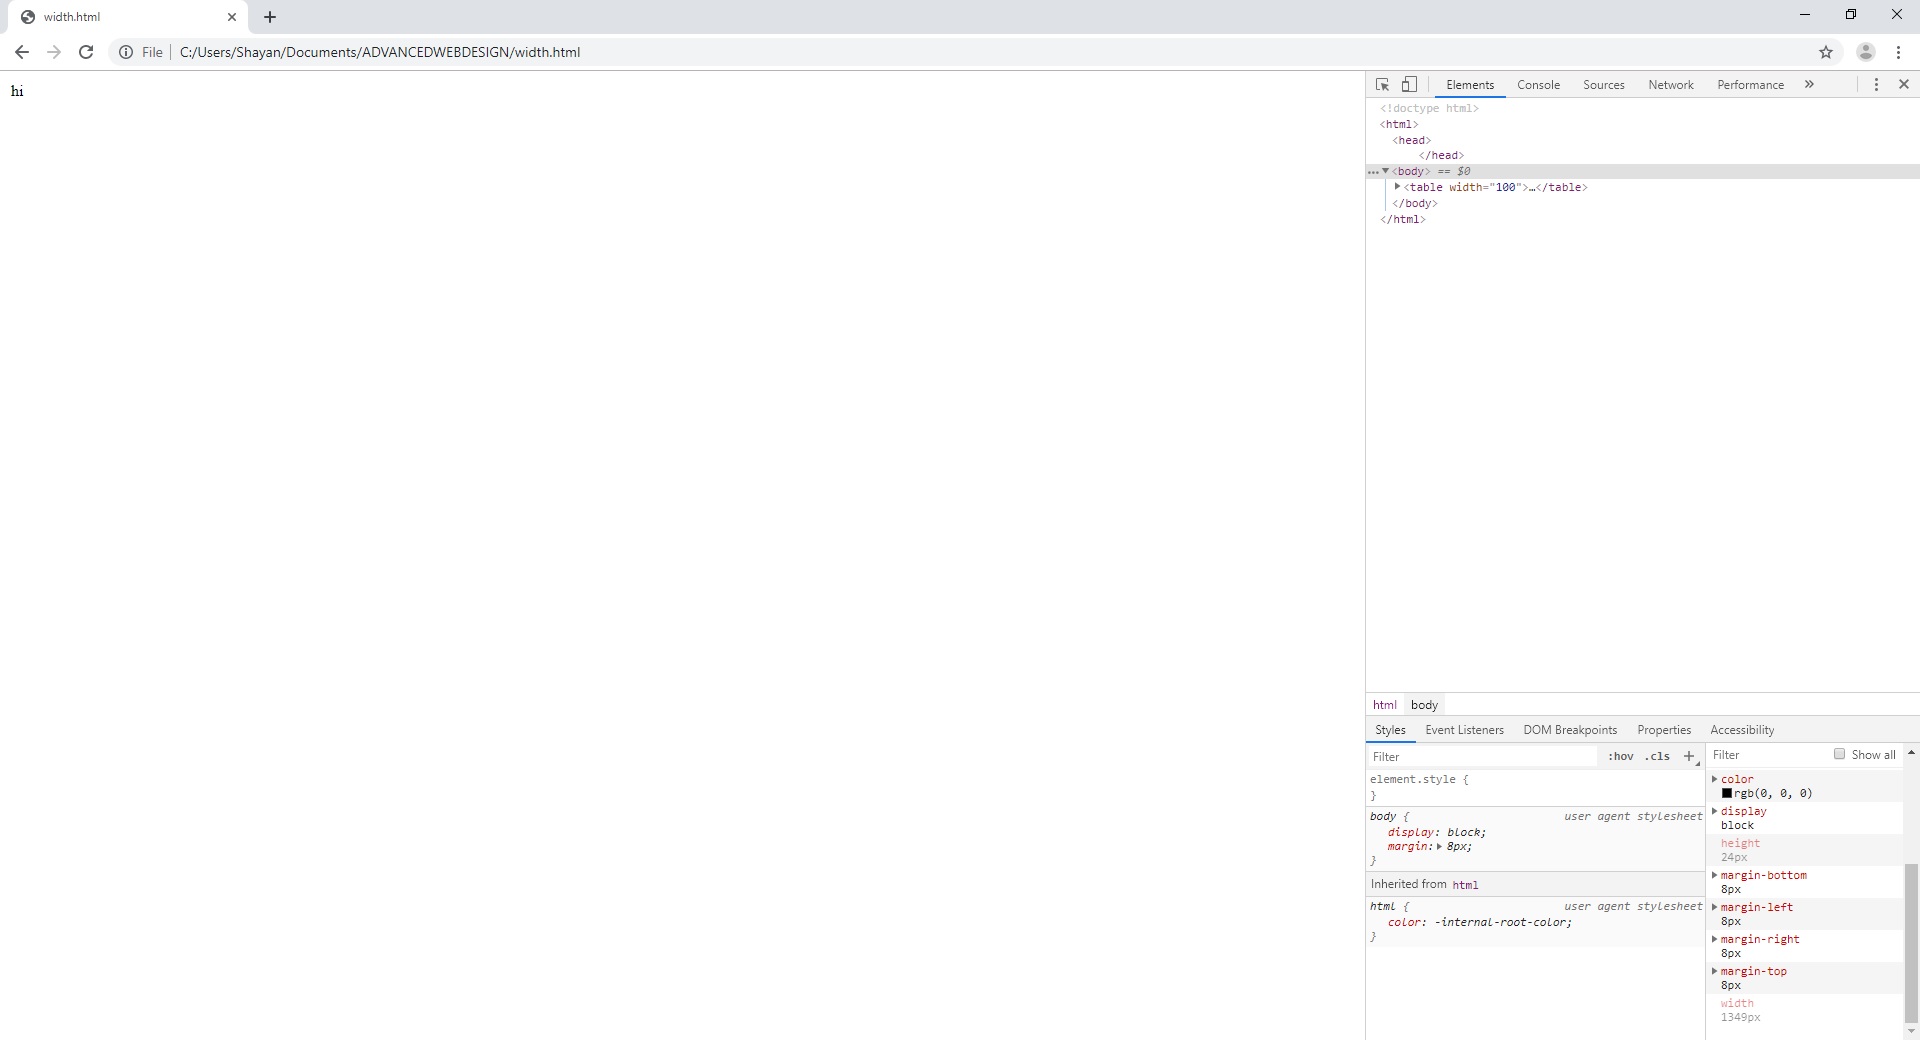 width.html
File C:/Users/Shayan/Documents/ADVANCEDWEBDESIGN/width.html
hi
Elements Console Sources Network Performance »
<!doctype html>
<html>
<head>
</head>
... ▼<body> == $0
▶<table width="100">…</table>
</body>
</html>
html body
Styles Event Listeners DOM Breakpoints Properties Accessibility
Filter :hov .cls +
element.style {
}
body { user agent stylesheet
display: block;
margin:▶ 8px;
}
Inherited from html
html { user agent stylesheet
color: -internal-root-color;
}
Filter Show all
color
rgb(0, 0, 0)
display
block
height
24px
margin-bottom
8px
margin-left
8px
margin-right
8px
margin-top
8px
width
1349px